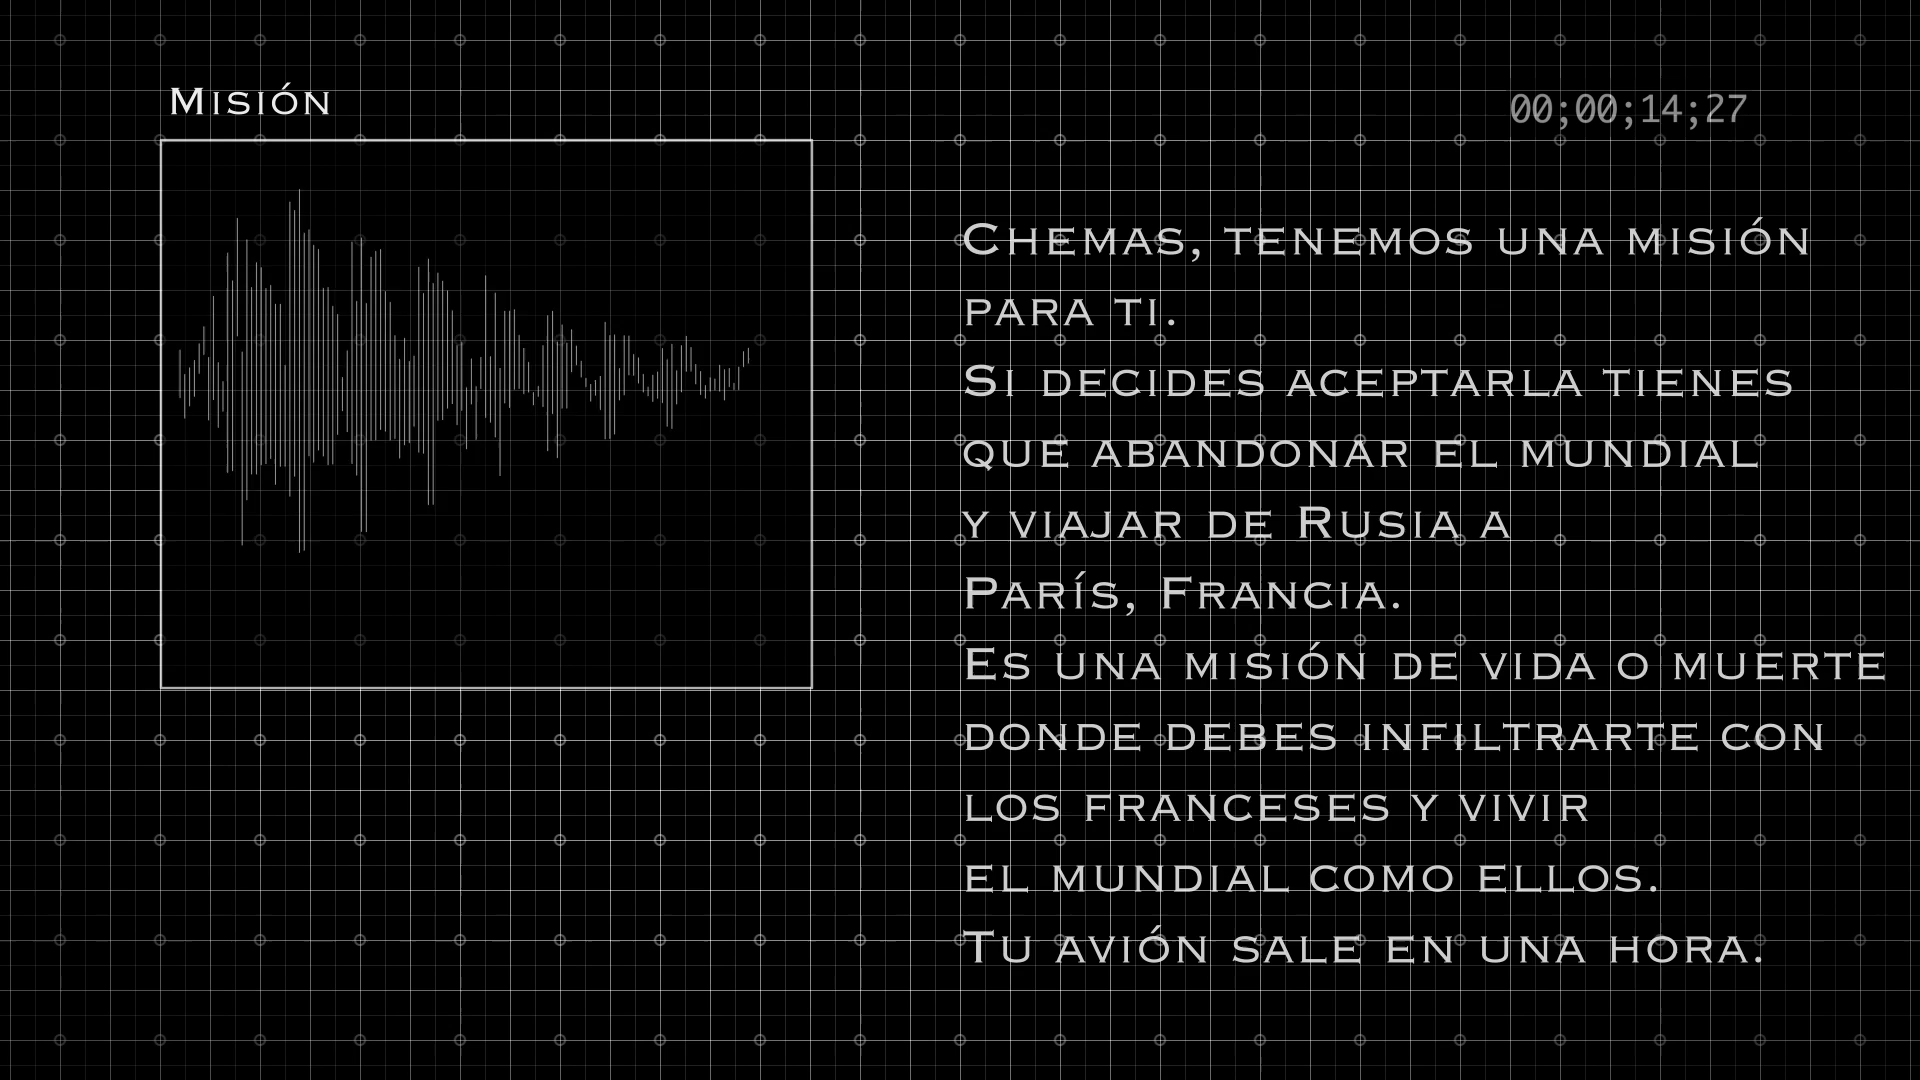 Misión
00;00;14;27
Chemas, tenemos una misión
para ti.
Si decides aceptarla tienes
que abandonar el mundial
y viajar de Rusia a
París, Francia.
Es una misión de vida o muerte
donde debes infiltrarte con
los franceses y vivir
el mundial como ellos.
Tu avión sale en una hora.